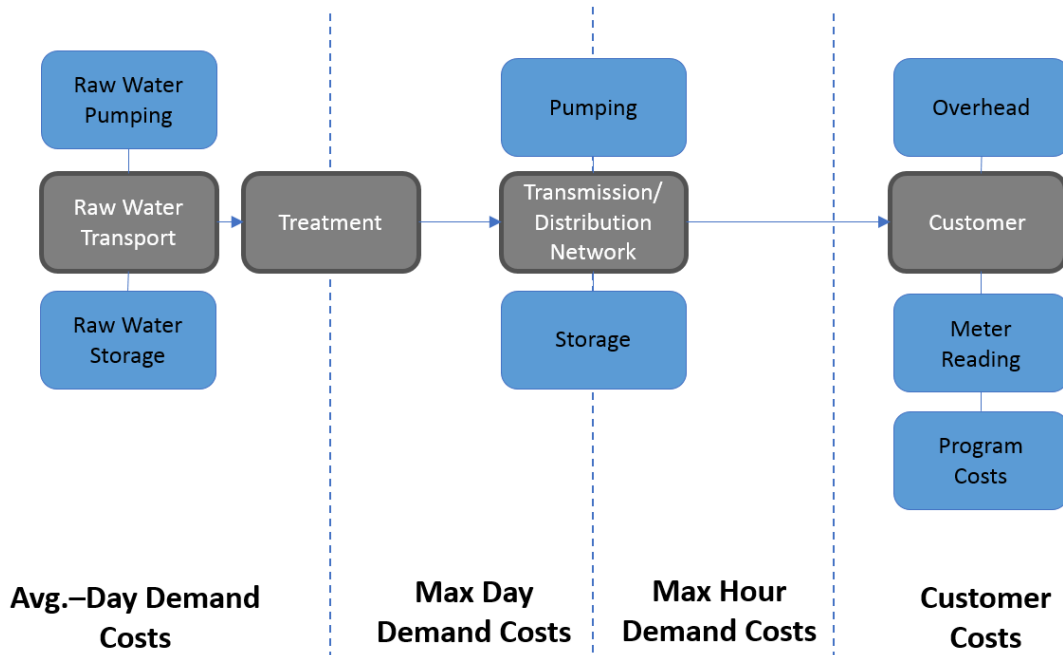 Raw Water
Pumping
Pumping
Overhead
Raw Water
Transport
Treatment
Transmission/
Distribution
Network
Customer
Raw Water
Storage
Storage
Meter
Reading
Program
Costs
Avg.–Day Demand
Costs
Max Day
Demand Costs
Max Hour
Demand Costs
Customer
Costs